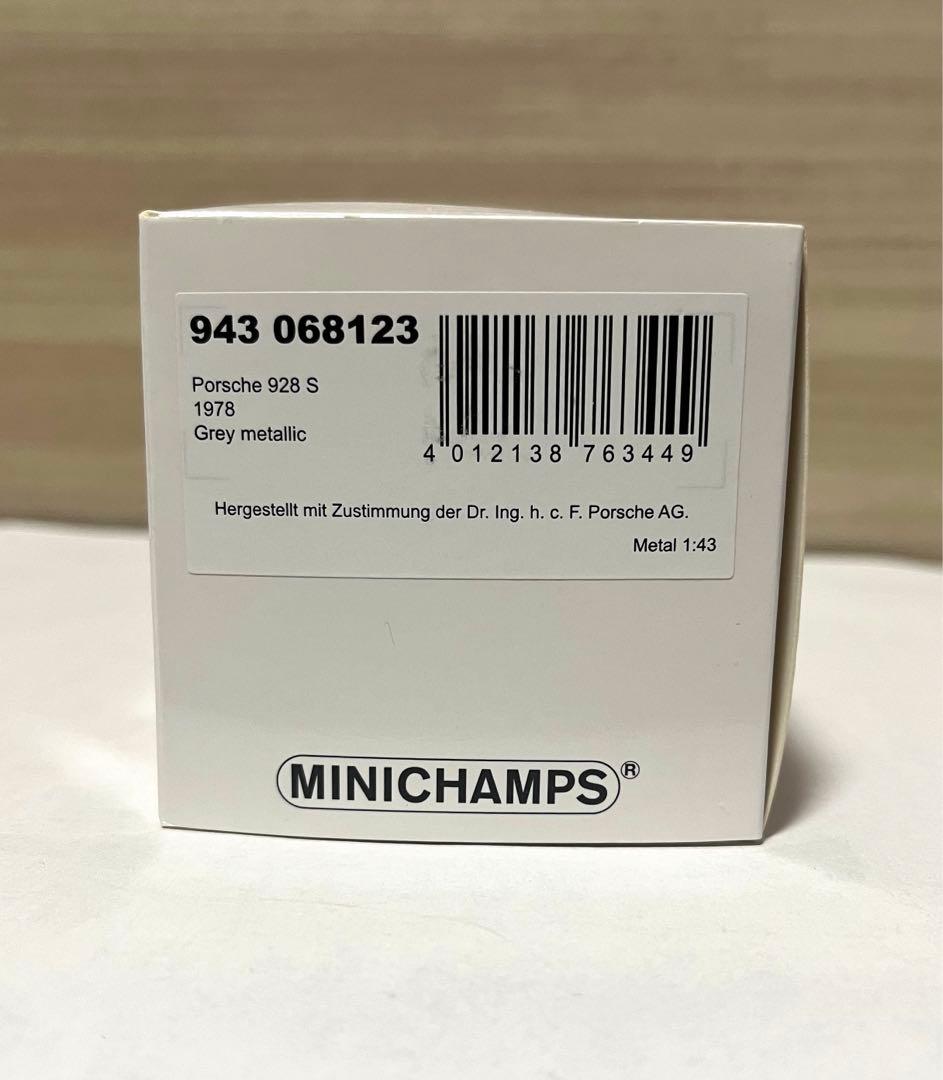 943 068123
Porsche 928 S
1978
Grey metallic
4 012138 763449
Hergestellt mit Zustimmung der Dr. Ing. h. c. F. Porsche AG.
Metal 1:43
MINICHAMPS®